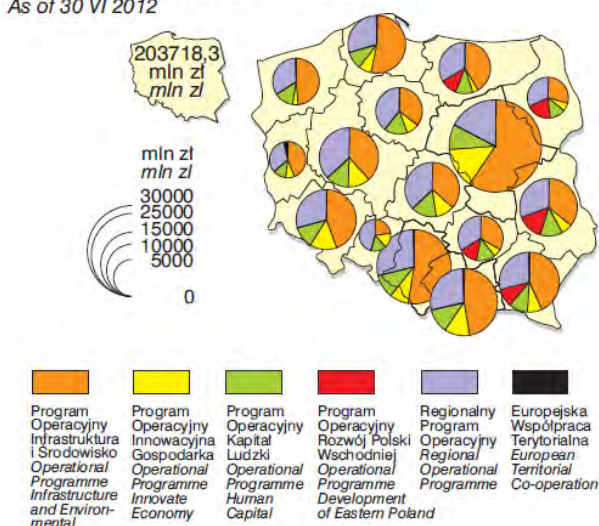 As of 30 VI 2012
203718,3
mln zł
mln zl
mln zł
mln zl
30000
25000
15000
10000
5000
0
Program
Operacyjny
Infrastruktura
i Środowisko
Operational
Programme
Infrastructure
and Environ-
mental
Program
Operacyjny
Innowacyjna
Gospodarka
Operational
Programme
Innovate
Economy
Program
Operacyjny
Kapitał
Ludzki
Operational
Programme
Human
Capital
Program
Operacyjny
Rozwój Polski
Wschodniej
Operational
Programme
Development
of Eastern Poland
Regionalny
Program
Operacyjny
Regional
Operational
Programme
Europejska
Współpraca
Terytorialna
European
Territorial
Co-operation